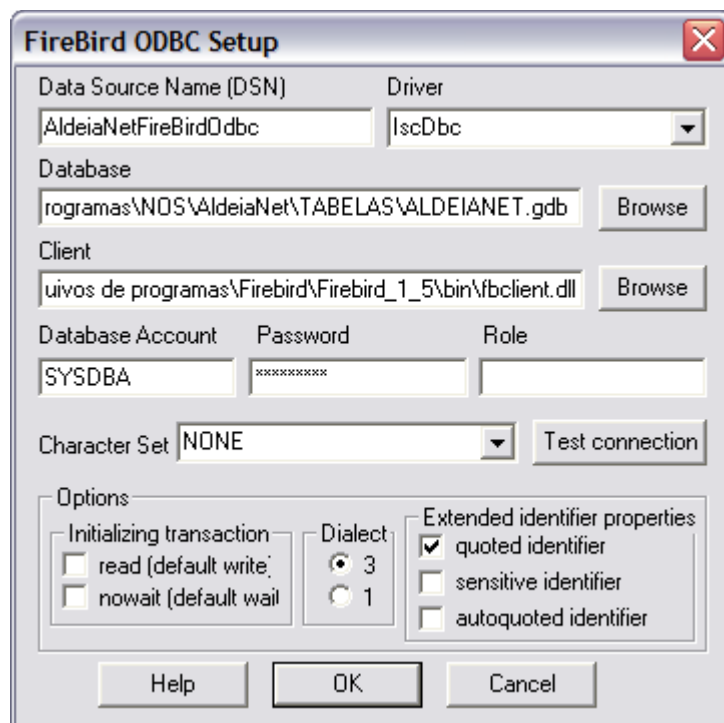 FireBird ODBC Setup
Data Source Name (DSN) Driver
AldeiaNetFireBirdOdbc IscDbc
Database
rogramas\NOS\AldeiaNet\TABELAS\ALDEIANET.gdb Browse
Client
uivos de programas\Firebird\Firebird_1_5\bin\fbclient.dll Browse
Database Account Password Role
SYSDBA *********
Character Set NONE Test connection
Options
Initializing transaction Dialect Extended identifier properties
read (default write) 3 quoted identifier
nowait (default wait 1 sensitive identifier
autoquoted identifier
Help OK Cancel